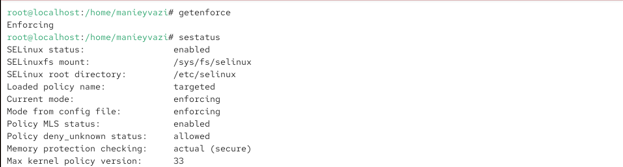 root@localhost:/home/manieyvazi# getenforce
Enforcing
root@localhost:/home/manieyvazi# sestatus
SELinux status:                 enabled
SELinuxfs mount:                /sys/fs/selinux
SELinux root directory:         /etc/selinux
Loaded policy name:             targeted
Current mode:                   enforcing
Mode from config file:          enforcing
Policy MLS status:              enabled
Policy deny_unknown status:     allowed
Memory protection checking:     actual (secure)
Max kernel policy version:      33